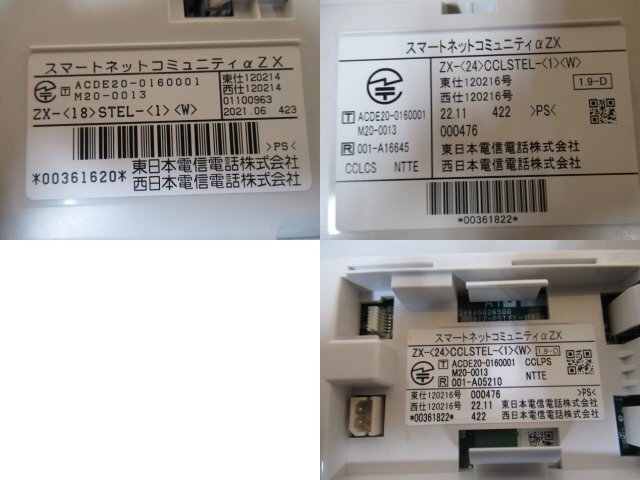 スマートネットコミュニティαZX
T ACDE20-0160001
M20-0013
東仕120214
西仕120214
01100963
ZX-<18>STEL-<1><W>
2021.06 423
>PS<
*00361620*
東日本電信電話株式会社
西日本電信電話株式会社
スマートネットコミュニティαZX
ZX-<24>CCLSTEL-<1><W>
東仕120216号
西仕120216号
1.9-D
T ACDE20-0160001
M20-0013
22.11 422 >PS<
000476
R 001-A16645
CCLCS NTTE
東日本電信電話株式会社
西日本電信電話株式会社
*00361822*
スマートネットコミュニティαZX
ZX-<24>CCLSTEL-<1><W> 1.9-D
T ACDE20-0160001 CCLPS
M20-0013
R 001-A05210 NTTE
東仕120216号 000476 >PS<
西仕120216号 22.11 東日本電信電話株式会社
*00361822* 422 西日本電信電話株式会社